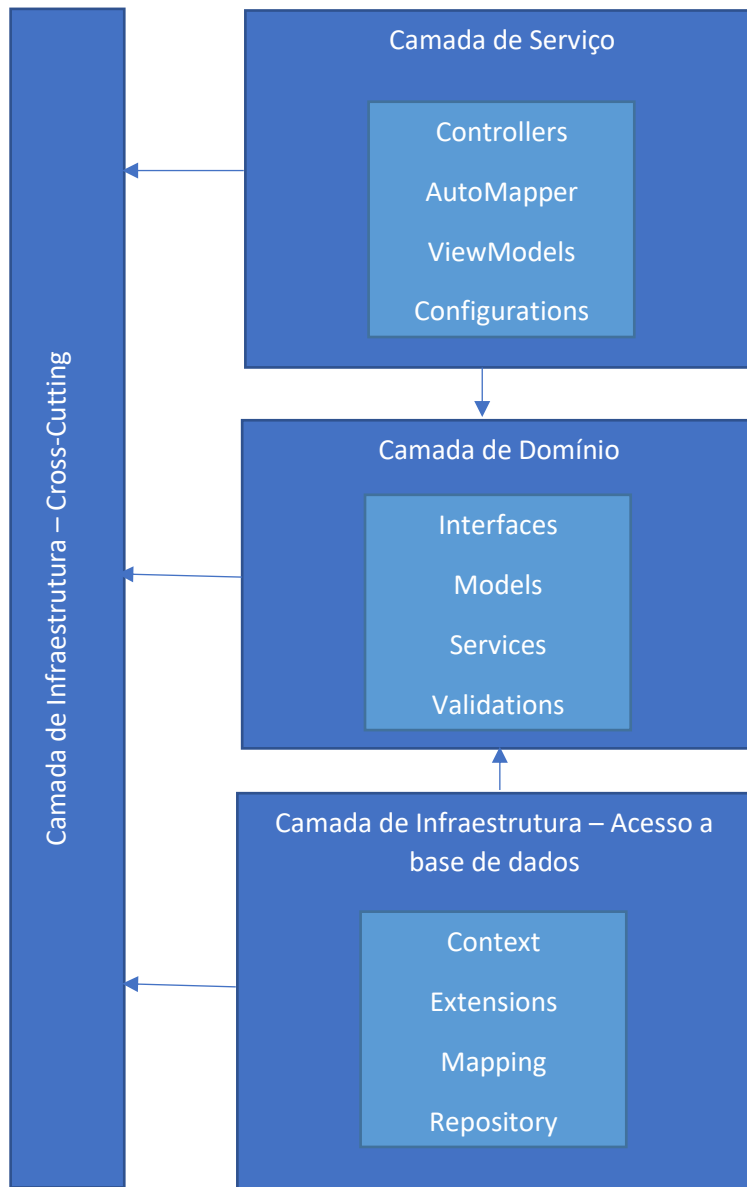 Camada de Infraestrutura – Cross-Cutting
Camada de Serviço
Controllers
AutoMapper
ViewModels
Configurations
Camada de Domínio
Interfaces
Models
Services
Validations
Camada de Infraestrutura – Acesso a
base de dados
Context
Extensions
Mapping
Repository